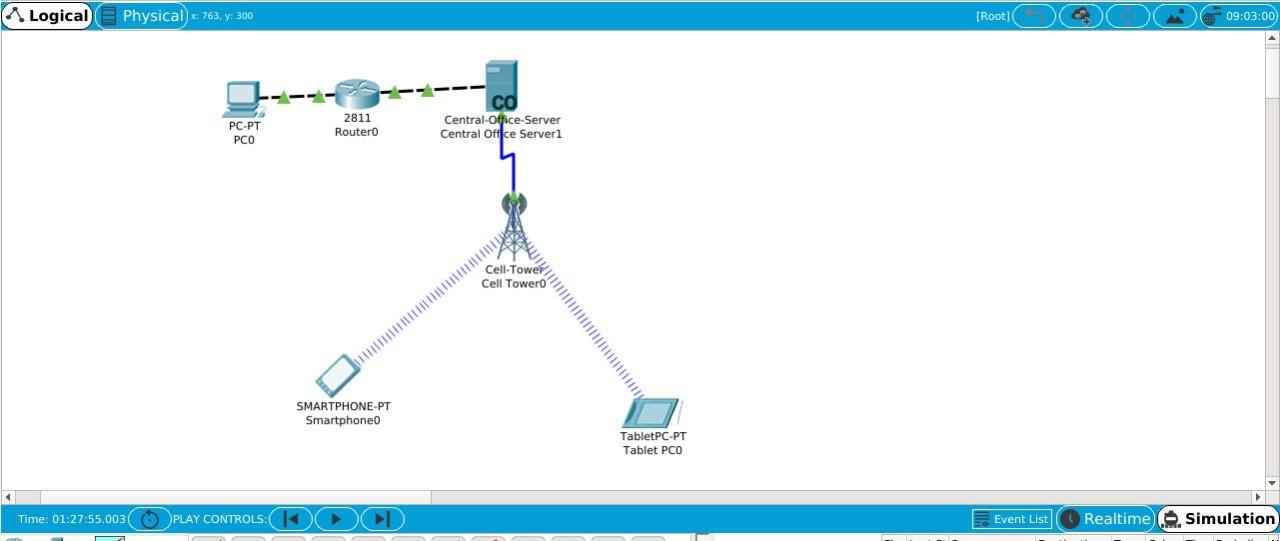 Logical
Physical
x: 763, y: 300
[Root]
09:03:00
PC-PT
PC0
2811
Router0
CO
Central-Office-Server
Central Office Server1
Cell-Tower
Cell Tower0
SMARTPHONE-PT
Smartphone0
TabletPC-PT
Tablet PC0
Time: 01:27:55.003
PLAY CONTROLS:
Event List
Realtime
Simulation